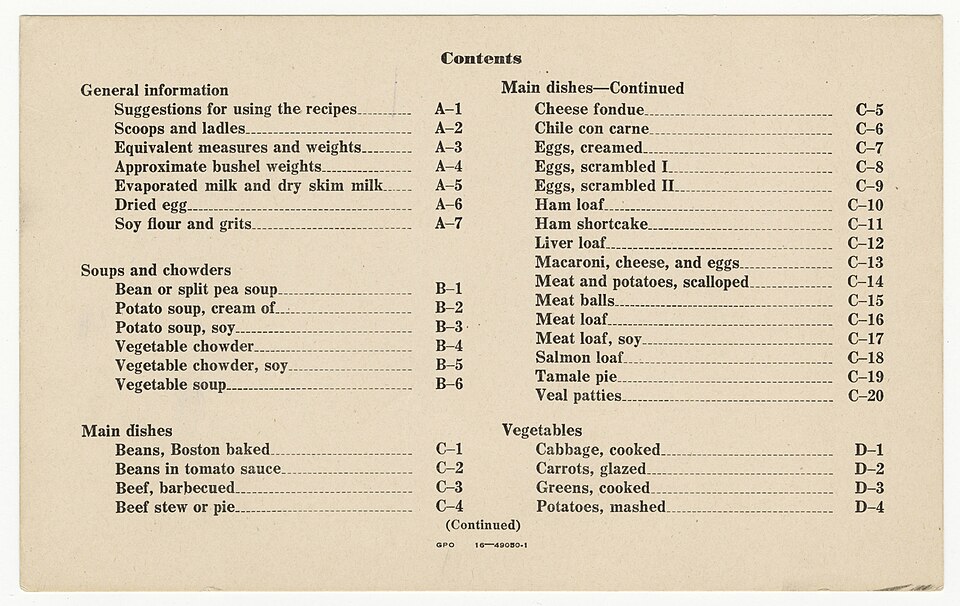 Contents
General information
Suggestions for using the recipes A–1
Scoops and ladles A–2
Equivalent measures and weights A–3
Approximate bushel weights A–4
Evaporated milk and dry skim milk A–5
Dried egg A–6
Soy flour and grits A–7
Soups and chowders
Bean or split pea soup B–1
Potato soup, cream of B–2
Potato soup, soy B–3
Vegetable chowder B–4
Vegetable chowder, soy B–5
Vegetable soup B–6
Main dishes
Beans, Boston baked C–1
Beans in tomato sauce C–2
Beef, barbecued C–3
Beef stew or pie C–4
Main dishes—Continued
Cheese fondue C–5
Chile con carne C–6
Eggs, creamed C–7
Eggs, scrambled I C–8
Eggs, scrambled II C–9
Ham loaf C–10
Ham shortcake C–11
Liver loaf C–12
Macaroni, cheese, and eggs C–13
Meat and potatoes, scalloped C–14
Meat balls C–15
Meat loaf C–16
Meat loaf, soy C–17
Salmon loaf C–18
Tamale pie C–19
Veal patties C–20
Vegetables
Cabbage, cooked D–1
Carrots, glazed D–2
Greens, cooked D–3
Potatoes, mashed D–4
(Continued)
GPO 16—49050-1